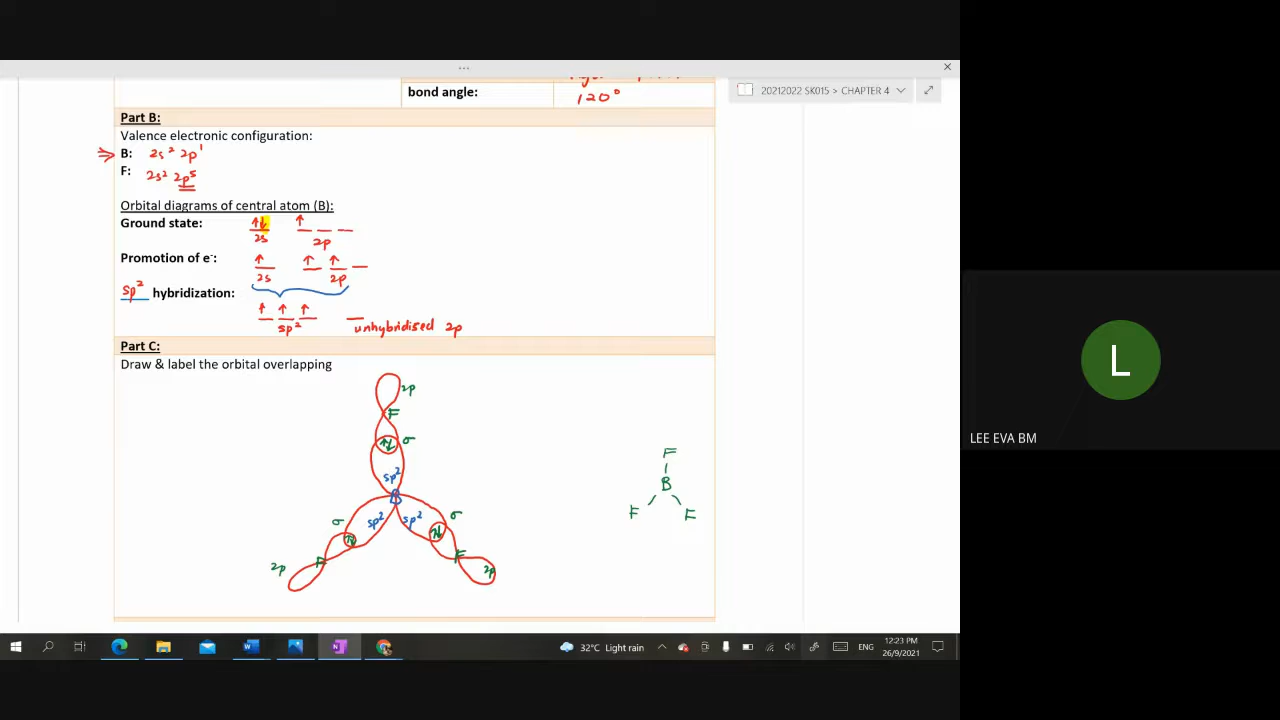 bond angle: 120°
20212022 SK015 > CHAPTER 4
Part B:
Valence electronic configuration:
B: 2s² 2p¹
F: 2s² 2p⁵
Orbital diagrams of central atom (B):
Ground state: ↑↓ ↑
2s 2p
Promotion of e⁻: ↑ ↑ ↑
2s 2p
sp² hybridization:
↑ ↑ ↑
sp² unhybridised 2p
Part C:
Draw & label the orbital overlapping
2p
F
↑↓ σ
sp²
B
sp² sp²
σ σ
↑↓ ↑↓
F F
2p 2p
F
B
F F
L
LEE EVA BM
32°C Light rain
ENG
12:23 PM
26/9/2021